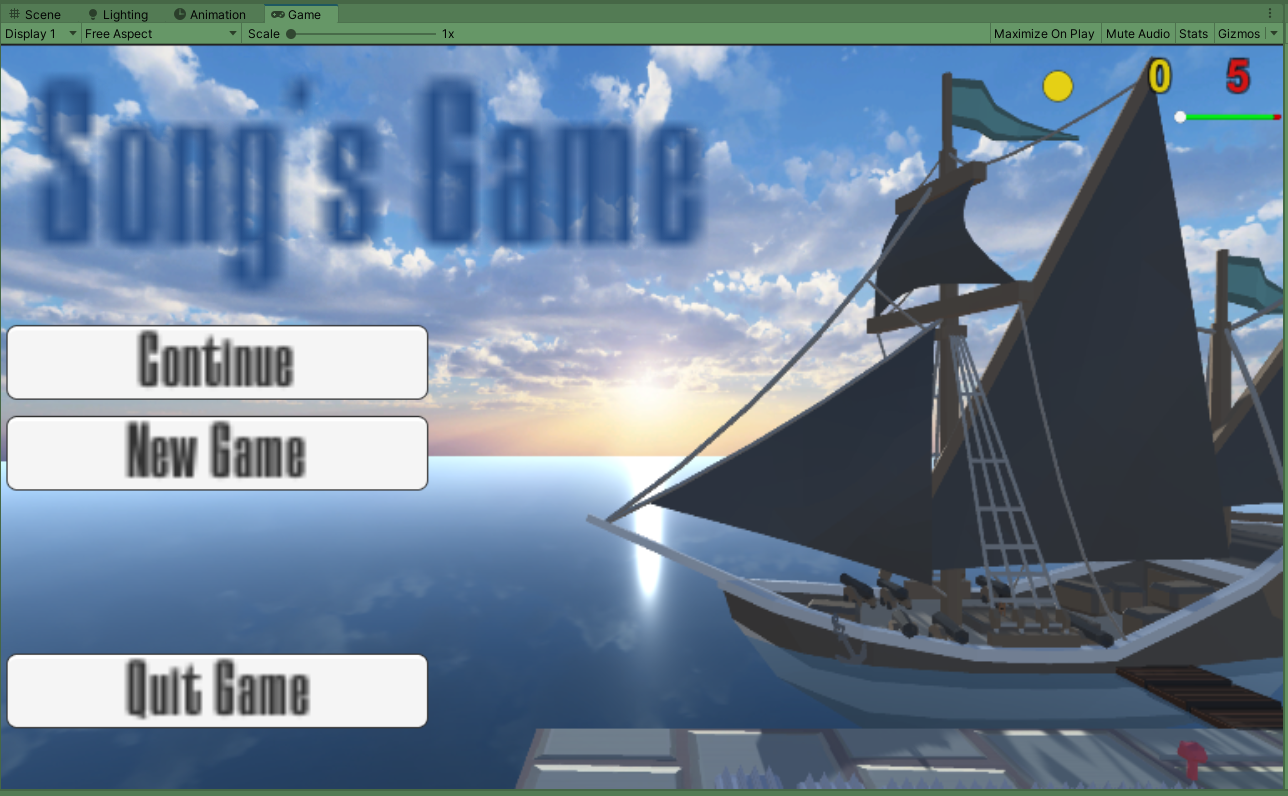 Scene Lighting Animation Game
Display 1 Free Aspect Scale 1x Maximize On Play Mute Audio Stats Gizmos
0 5
Song's Game
Continue
New Game
Quit Game